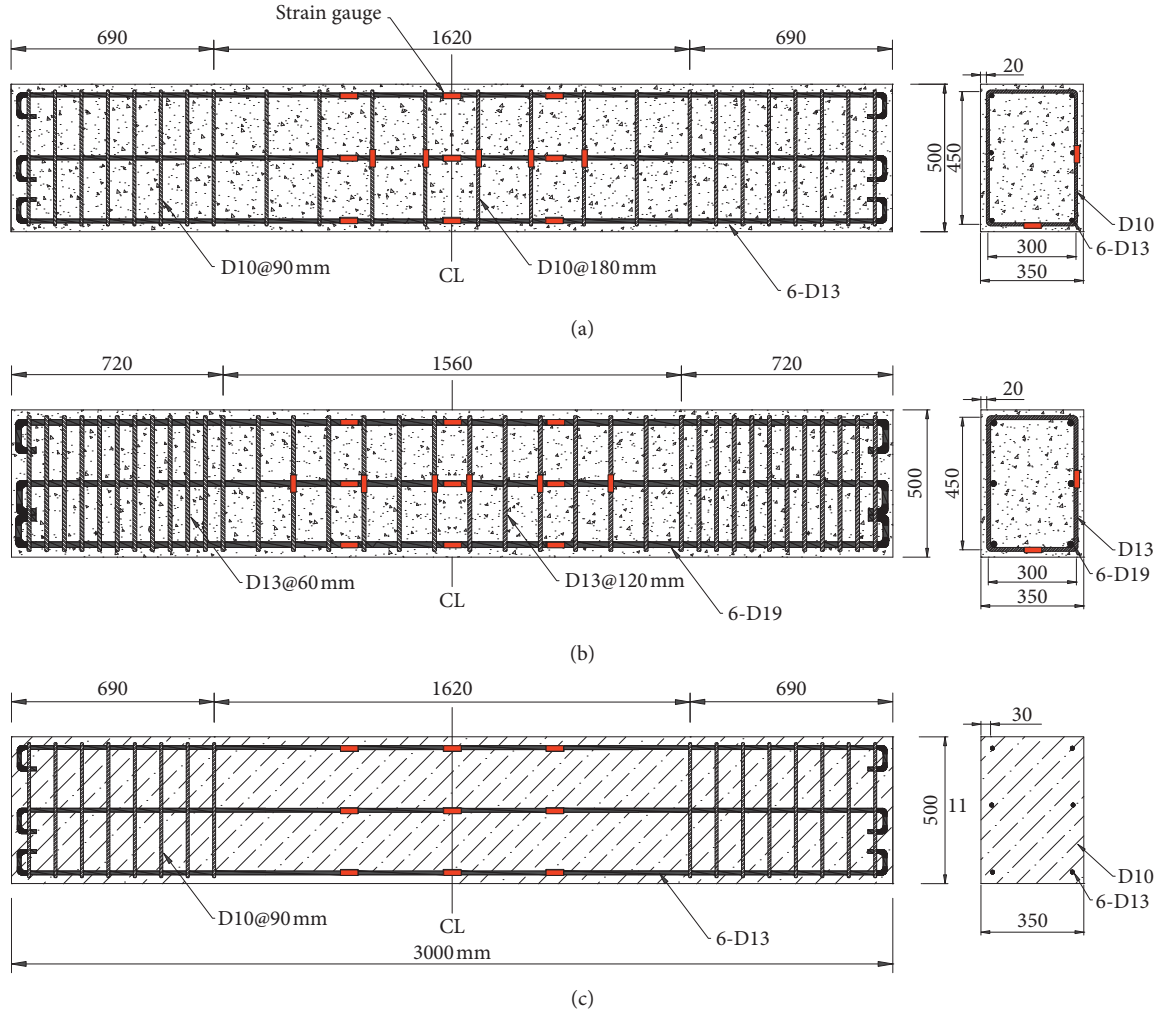 Strain gauge
690
1620
690
20
500
450
D10
6-D13
300
350
D10@90 mm
D10@180 mm
CL
6-D13
(a)
720
1560
720
20
500
450
D13
6-D19
300
350
D13@60 mm
D13@120 mm
CL
6-D19
(b)
690
1620
690
30
500
11
D10
6-D13
350
D10@90 mm
CL
6-D13
3000 mm
(c)